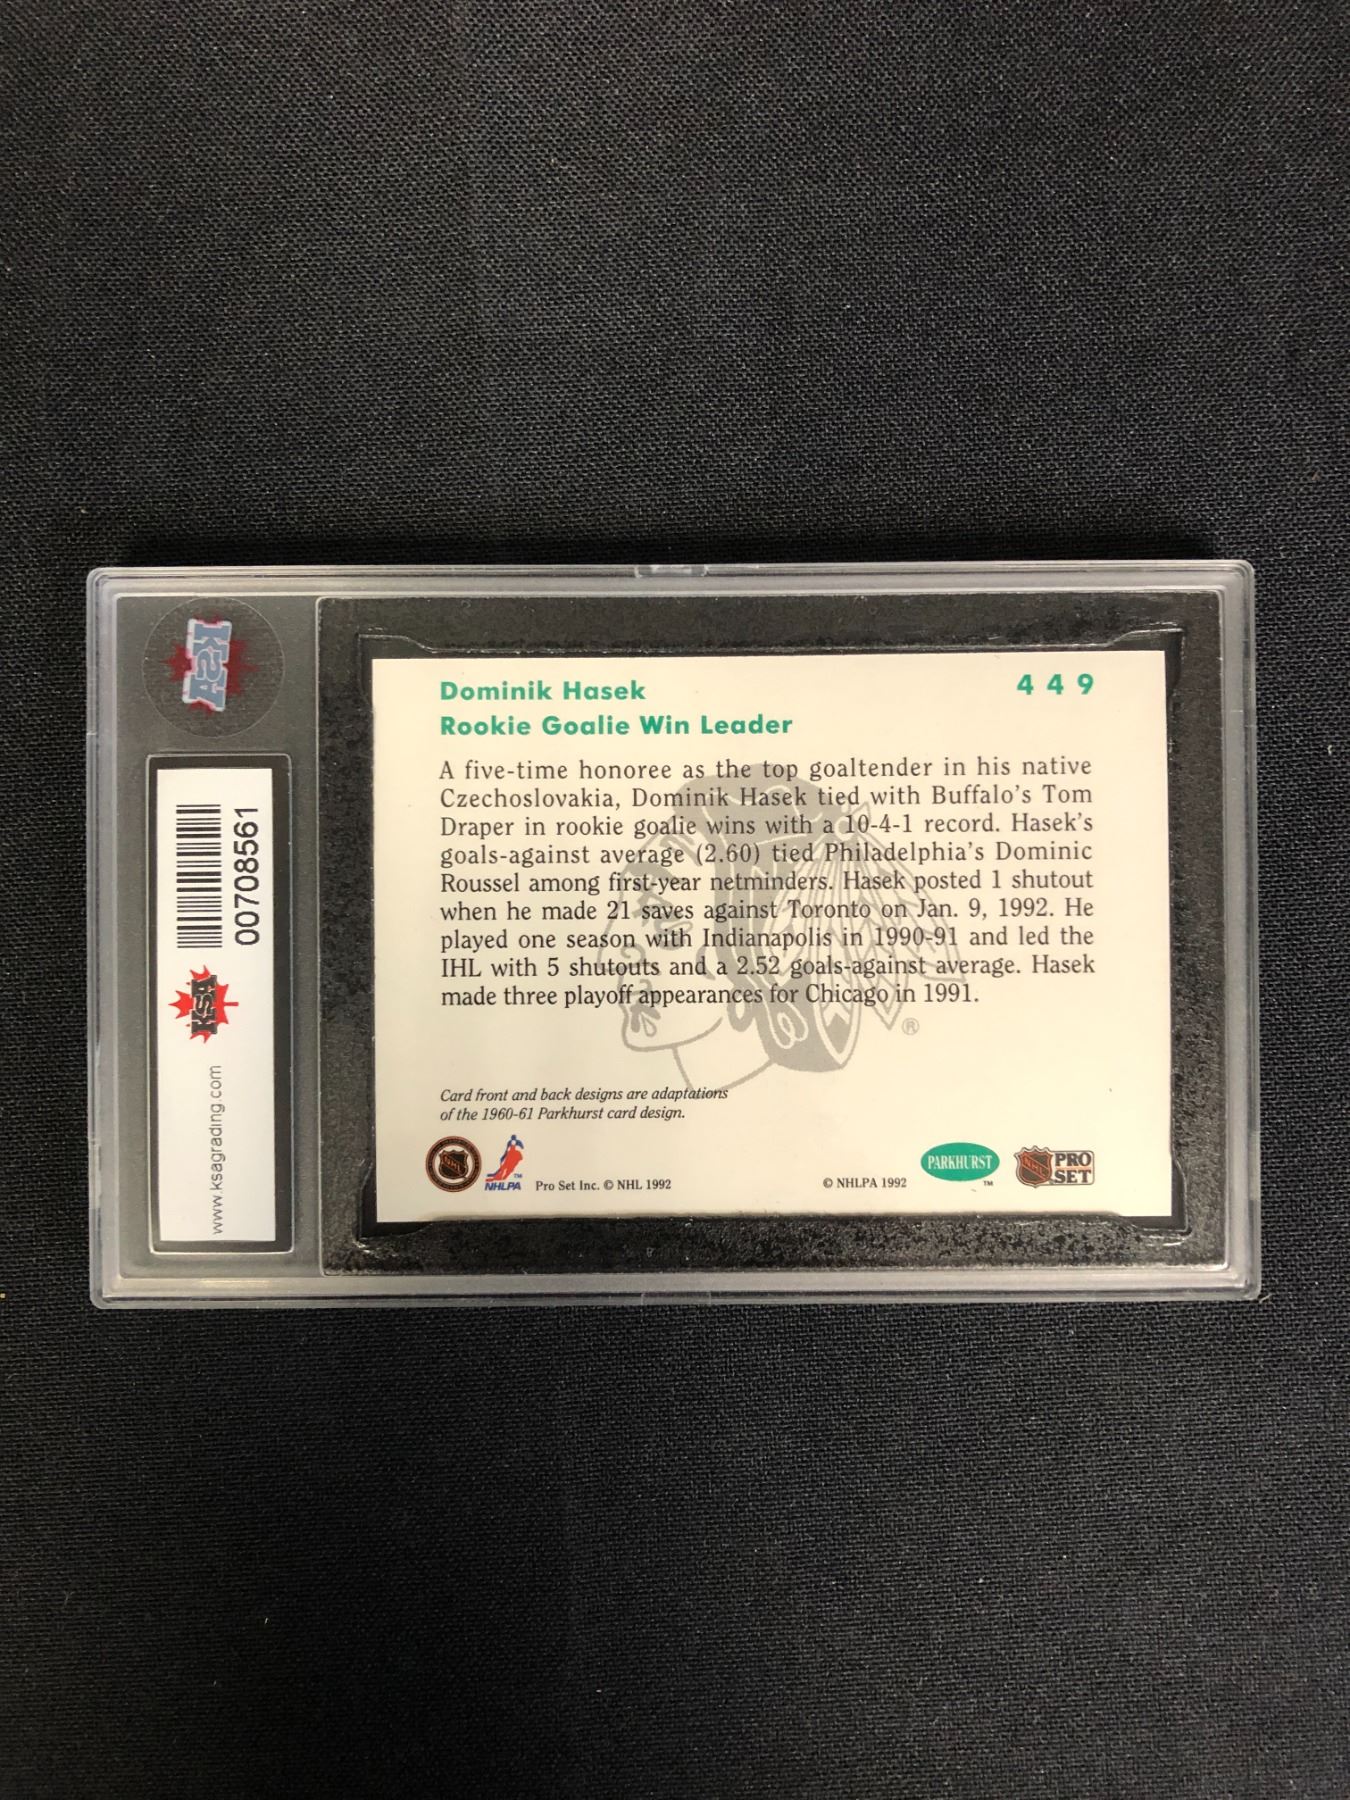 KSA
00708561
KSA
www.ksagrading.com
Dominik Hasek
449
Rookie Goalie Win Leader
A five-time honoree as the top goaltender in his native
Czechoslovakia, Dominik Hasek tied with Buffalo's Tom
Draper in rookie goalie wins with a 10-4-1 record. Hasek's
goals-against average (2.60) tied Philadelphia's Dominic
Roussel among first-year netminders. Hasek posted 1 shutout
when he made 21 saves against Toronto on Jan. 9, 1992. He
played one season with Indianapolis in 1990-91 and led the
IHL with 5 shutouts and a 2.52 goals-against average. Hasek
made three playoff appearances for Chicago in 1991.
®
Card front and back designs are adaptations
of the 1960-61 Parkhurst card design.
NHL
NHLPA
TM
Pro Set Inc. © NHL 1992
© NHLPA 1992
PARKHURST
TM
NHL
PRO
SET